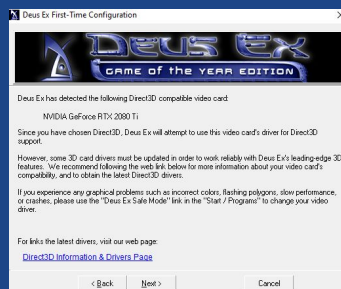 Deus Ex First-Time Configuration
DEUS EX
GAME OF THE YEAR EDITION
Deus Ex has detected the following Direct3D compatible video card:
NVIDIA GeForce RTX 2080 Ti
Since you have chosen Direct3D, Deus Ex will attempt to use this video card's driver for Direct3D
support.
However, some 3D card drivers must be updated in order to work reliably with Deus Ex's leading-edge 3D
features. We recommend following the web link below for more information about your video card's
compatibility, and to obtain the latest Direct3D drivers.
If you experience any graphical problems such as incorrect colors, flashing polygons, slow performance,
or crashes, please use the "Deus Ex Safe Mode" link in the "Start / Programs" to change your video
driver.
For links the latest drivers, visit our web page:
Direct3D Information & Drivers Page
< Back
Next >
Cancel